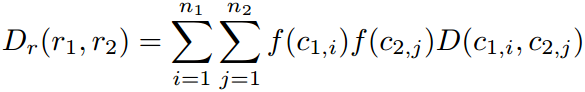 D_r(r_1, r_2) = \sum_{i=1}^{n_1} \sum_{j=1}^{n_2} f(c_{1,i}) f(c_{2,j}) D(c_{1,i}, c_{2,j})